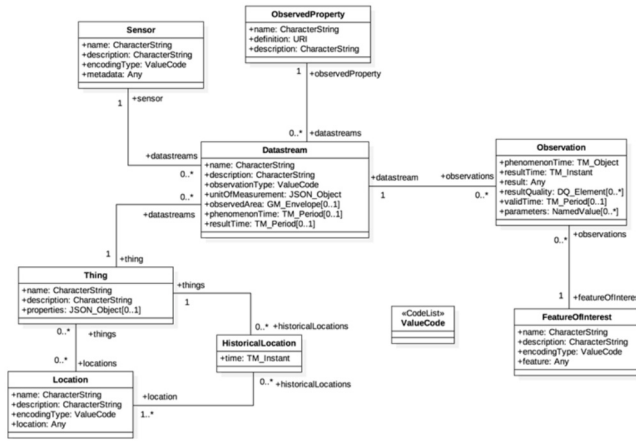 Sensor
+name: CharacterString
+description: CharacterString
+encodingType: ValueCode
+metadata: Any
1
+sensor
+datastreams
0..*
ObservedProperty
+name: CharacterString
+definition: URI
+description: CharacterString
1
+observedProperty
0..*
+datastreams
Datastream
+name: CharacterString
+description: CharacterString
+observationType: ValueCode
+unitOfMeasurement: JSON_Object
+observedArea: GM_Envelope[0..1]
+phenomenonTime: TM_Period[0..1]
+resultTime: TM_Period[0..1]
+datastream
1
+observations
0..*
Observation
+phenomenonTime: TM_Object
+resultTime: TM_Instant
+result: Any
+resultQuality: DQ_Element[0..*]
+validTime: TM_Period[0..1]
+parameters: NamedValue[0..*]
0..*
+observations
1
+featureOfInterest
FeatureOfInterest
+name: CharacterString
+description: CharacterString
+encodingType: ValueCode
+feature: Any
«CodeList»
ValueCode
0..*
+datastreams
1
+thing
Thing
+name: CharacterString
+description: CharacterString
+properties: JSON_Object[0..1]
+things
1
0..*
+historicalLocations
HistoricalLocation
+time: TM_Instant
0..*
+historicalLocations
0..*
+things
0..*
+locations
Location
+name: CharacterString
+description: CharacterString
+encodingType: ValueCode
+location: Any
+location
1..*